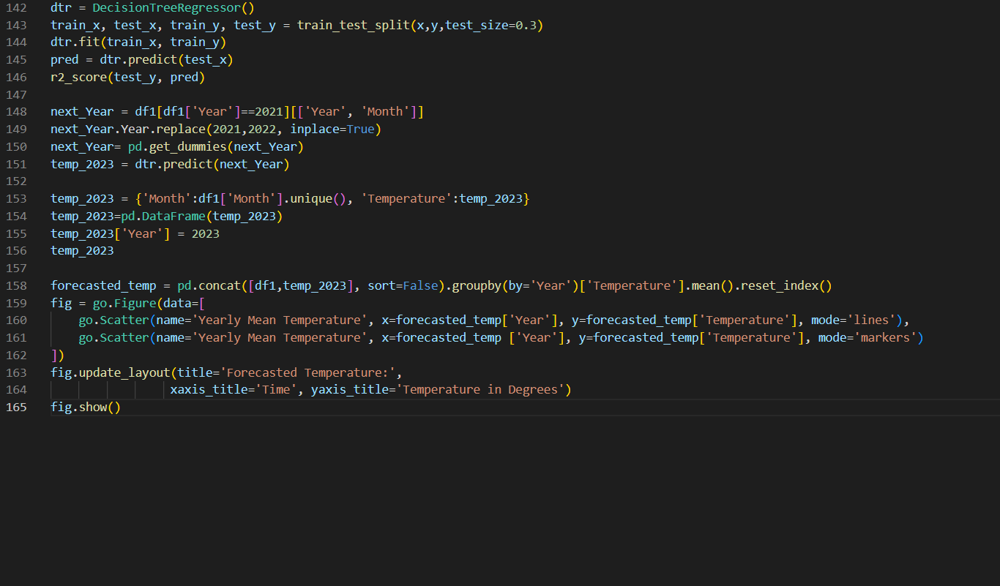 142 dtr = DecisionTreeRegressor()
143 train_x, test_x, train_y, test_y = train_test_split(x,y,test_size=0.3)
144 dtr.fit(train_x, train_y)
145 pred = dtr.predict(test_x)
146 r2_score(test_y, pred)
147
148 next_Year = df1[df1['Year']==2021][['Year', 'Month']]
149 next_Year.Year.replace(2021,2022, inplace=True)
150 next_Year= pd.get_dummies(next_Year)
151 temp_2023 = dtr.predict(next_Year)
152
153 temp_2023 = {'Month':df1['Month'].unique(), 'Temperature':temp_2023}
154 temp_2023=pd.DataFrame(temp_2023)
155 temp_2023['Year'] = 2023
156 temp_2023
157
158 forecasted_temp = pd.concat([df1,temp_2023], sort=False).groupby(by='Year')['Temperature'].mean().reset_index()
159 fig = go.Figure(data=[
160     go.Scatter(name='Yearly Mean Temperature', x=forecasted_temp['Year'], y=forecasted_temp['Temperature'], mode='lines'),
161     go.Scatter(name='Yearly Mean Temperature', x=forecasted_temp ['Year'], y=forecasted_temp['Temperature'], mode='markers')
162 ])
163 fig.update_layout(title='Forecasted Temperature:',
164                  xaxis_title='Time', yaxis_title='Temperature in Degrees')
165 fig.show()